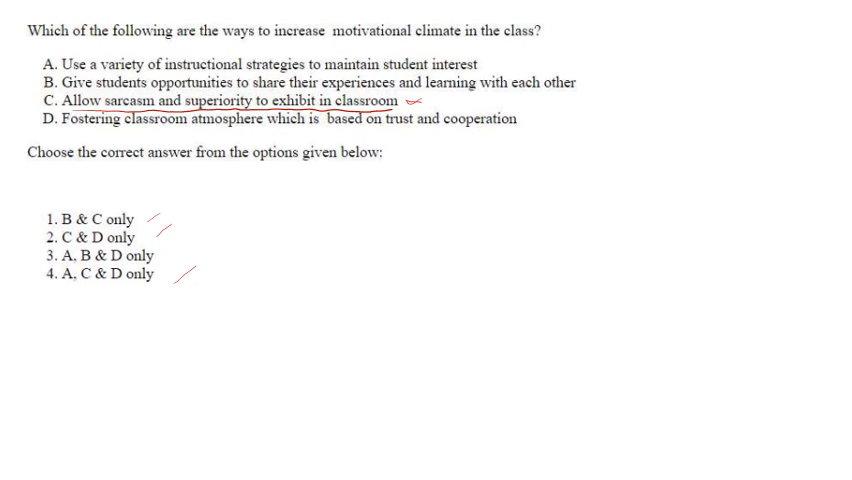 Which of the following are the ways to increase motivational climate in the class?
A. Use a variety of instructional strategies to maintain student interest
B. Give students opportunities to share their experiences and learning with each other
C. Allow sarcasm and superiority to exhibit in classroom
D. Fostering classroom atmosphere which is based on trust and cooperation
Choose the correct answer from the options given below:
1. B & C only
2. C & D only
3. A, B & D only
4. A, C & D only